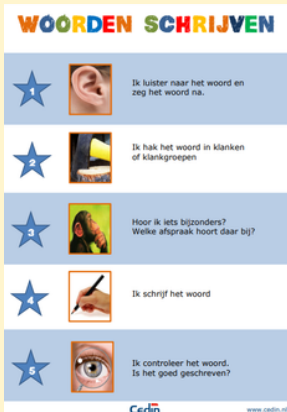 WOORDEN SCHRIJVEN
1
Ik luister naar het woord en
zeg het woord na.
2
Ik hak het woord in klanken
of klankgroepen
3
Hoor ik iets bijzonders?
Welke afspraak hoort daar bij?
4
Ik schrijf het woord
5
Ik controleer het woord.
Is het goed geschreven?
Cedin
www.cedin.nl